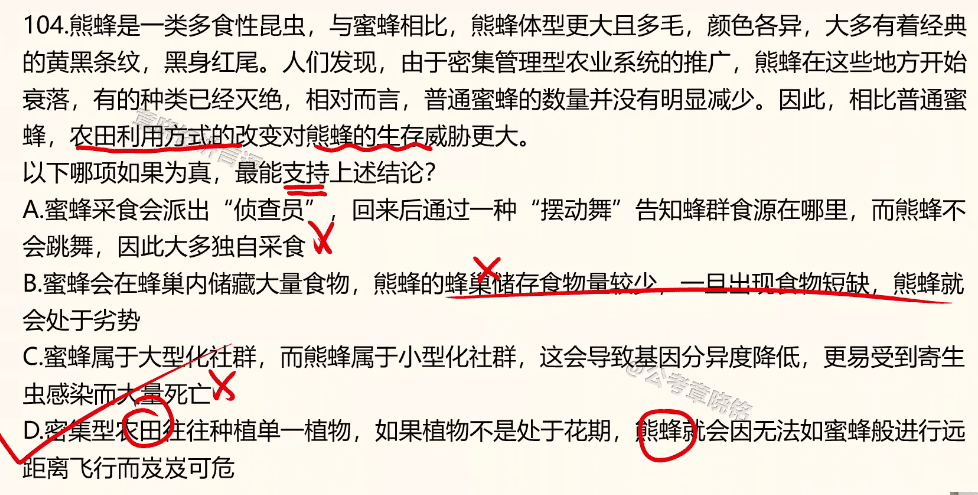 104.熊蜂是一类多食性昆虫，与蜜蜂相比，熊蜂体型更大且多毛，颜色各异，大多有着经典
的黄黑条纹，黑身红尾。人们发现，由于密集管理型农业系统的推广，熊蜂在这些地方开始
衰落，有的种类已经灭绝，相对而言，普通蜜蜂的数量并没有明显减少。因此，相比普通蜜
蜂，农田利用方式的改变对熊蜂的生存威胁更大。
以下哪项如果为真，最能支持上述结论？
A.蜜蜂采食会派出“侦查员”，回来后通过一种“摆动舞”告知蜂群食源在哪里，而熊蜂不
会跳舞，因此大多独自采食
B.蜜蜂会在蜂巢内储藏大量食物，熊蜂的蜂巢储存食物量较少，一旦出现食物短缺，熊蜂就
会处于劣势
C.蜜蜂属于大型化社群，而熊蜂属于小型化社群，这会导致基因分异度降低，更易受到寄生
虫感染而大量死亡
@公考章晓铭
D.密集型农田往往种植单一植物，如果植物不是处于花期，熊蜂就会因无法如蜜蜂般进行远
距离飞行而岌岌可危